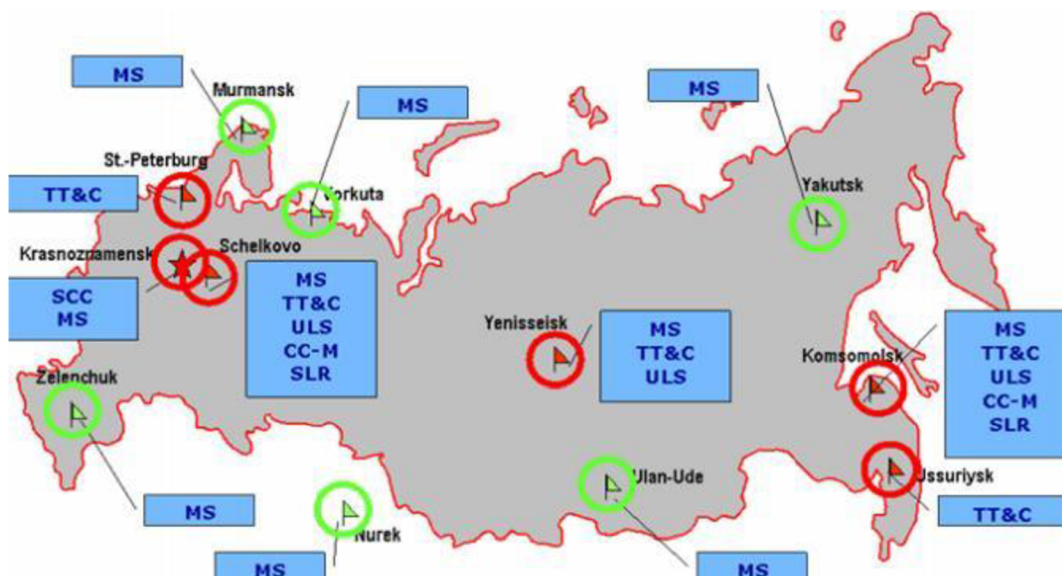 MS
Murmansk
MS
MS
St.-Peterburg
TT&C
Vorkuta
Yakutsk
Krasnoznamensk
Schelkovo
SCC
MS
MS
TT&C
ULS
CC-M
SLR
Yenisseisk
MS
TT&C
ULS
Komsomolsk
MS
TT&C
ULS
CC-M
SLR
Zelenchuk
MS
Nurek
MS
Ulan-Ude
MS
Ussuriysk
TT&C